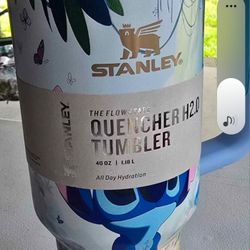 STANLEY
STANLEY
THE FLOWSTATE
QUENCHER H2.0
TUMBLER
40 OZ | 1.18 L
All Day Hydration